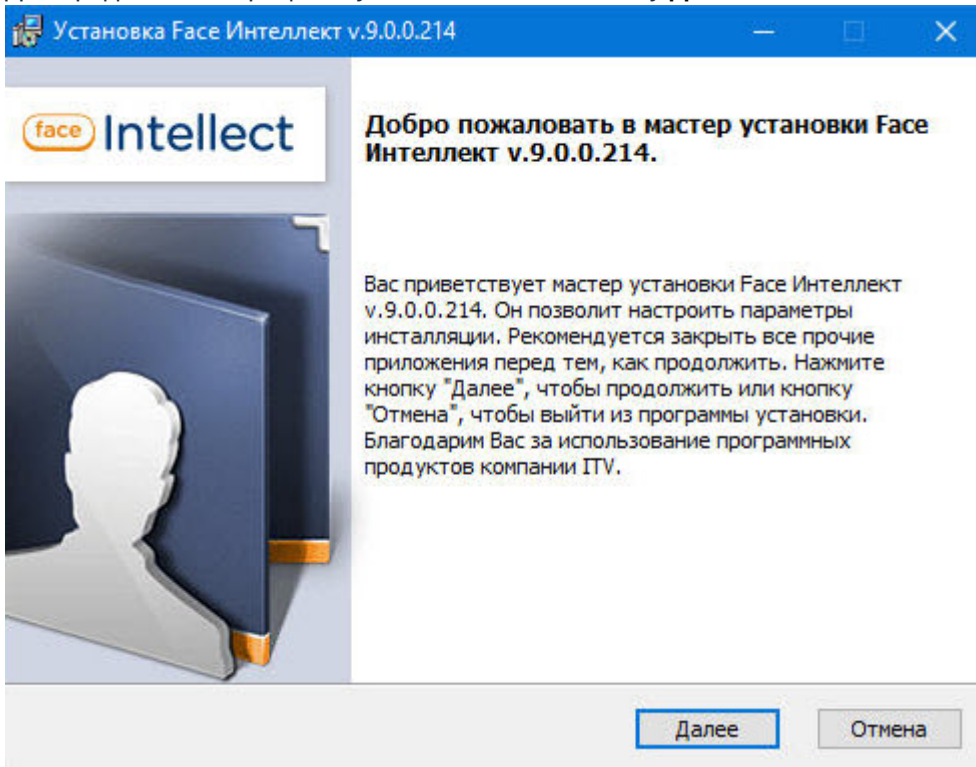 Установка Face Интеллект v.9.0.0.214
face Intellect
Добро пожаловать в мастер установки Face
Интеллект v.9.0.0.214.
Вас приветствует мастер установки Face Интеллект
v.9.0.0.214. Он позволит настроить параметры
инсталляции. Рекомендуется закрыть все прочие
приложения перед тем, как продолжить. Нажмите
кнопку "Далее", чтобы продолжить или кнопку
"Отмена", чтобы выйти из программы установки.
Благодарим Вас за использование программных
продуктов компании ITV.
Далее
Отмена